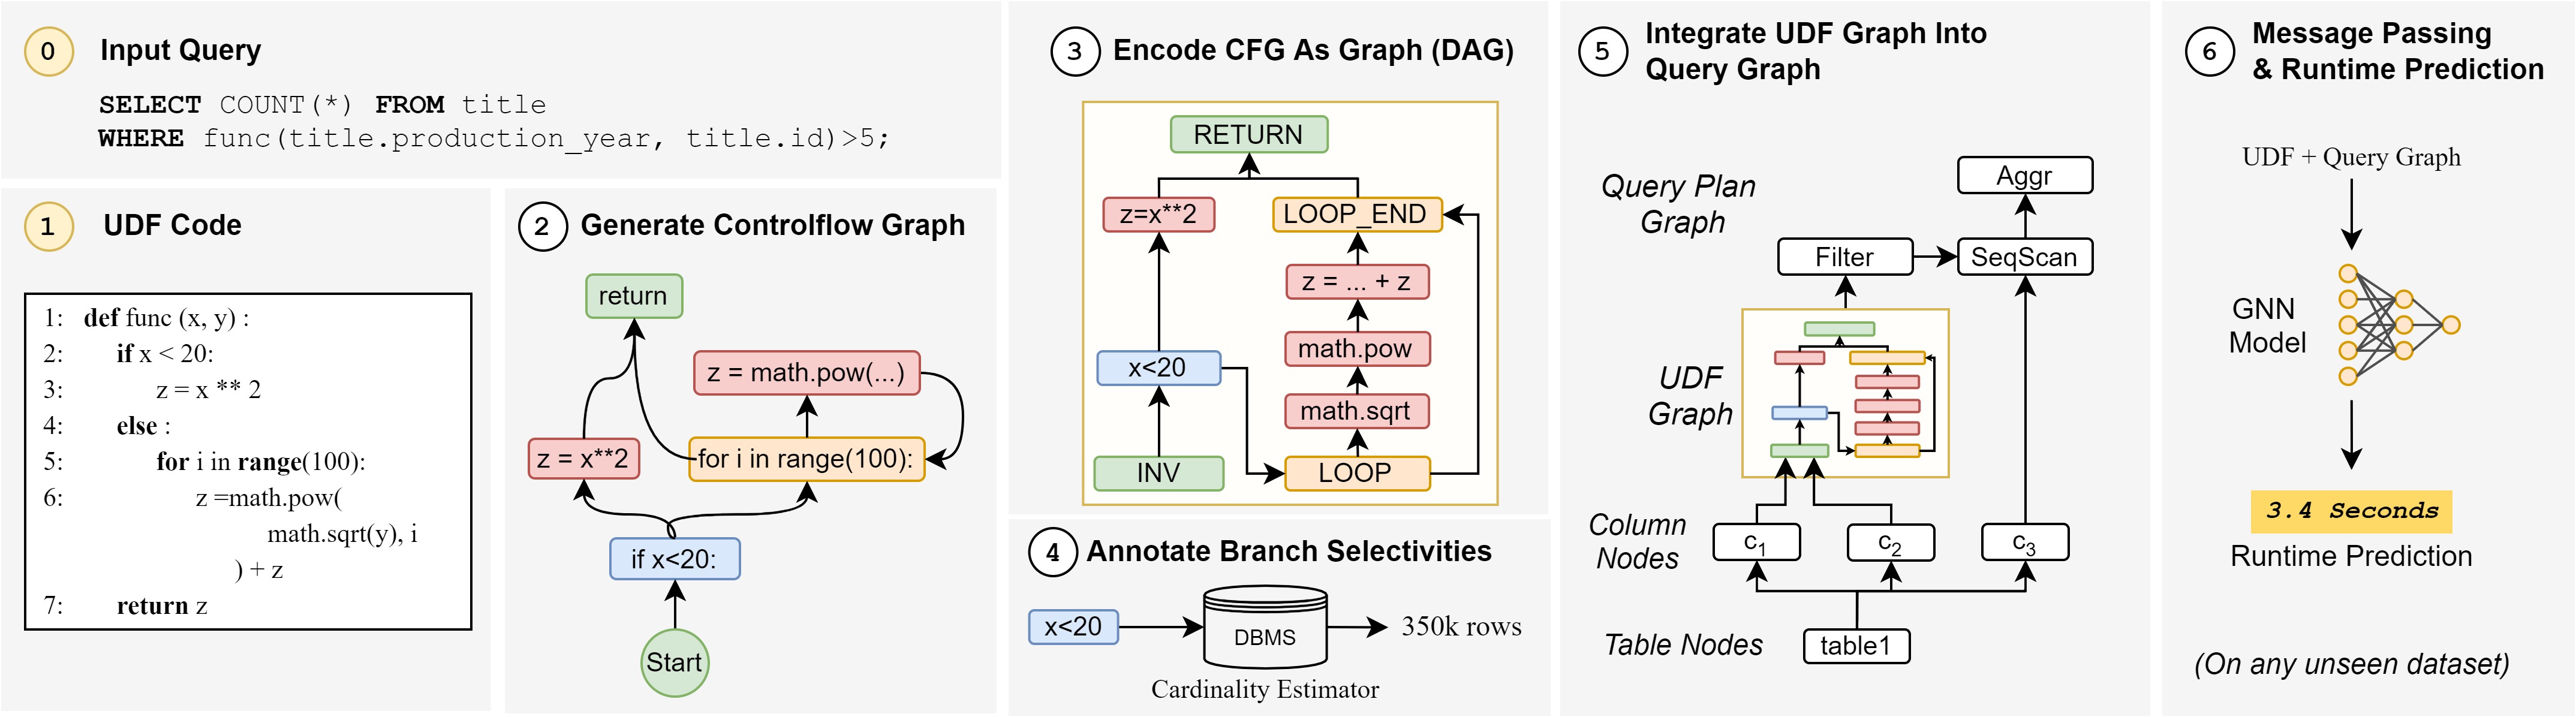 0 Input Query
SELECT COUNT(*) FROM title
WHERE func(title.production_year, title.id)>5;
1 UDF Code
1: def func (x, y) :
2: if x < 20:
3: z = x ** 2
4: else :
5: for i in range(100):
6: z =math.pow(
math.sqrt(y), i
) + z
7: return z
2 Generate Controlflow Graph
return
z = math.pow(...)
z = x**2
for i in range(100):
if x<20:
Start
3 Encode CFG As Graph (DAG)
RETURN
z=x**2
LOOP_END
z = ... + z
math.pow
x<20
math.sqrt
INV
LOOP
4 Annotate Branch Selectivities
x<20
DBMS
350k rows
Cardinality Estimator
5 Integrate UDF Graph Into
Query Graph
Query Plan
Graph
Aggr
Filter
SeqScan
UDF
Graph
Column
Nodes
c1
c2
c3
Table Nodes
table1
6 Message Passing
& Runtime Prediction
UDF + Query Graph
GNN
Model
3.4 Seconds
Runtime Prediction
(On any unseen dataset)